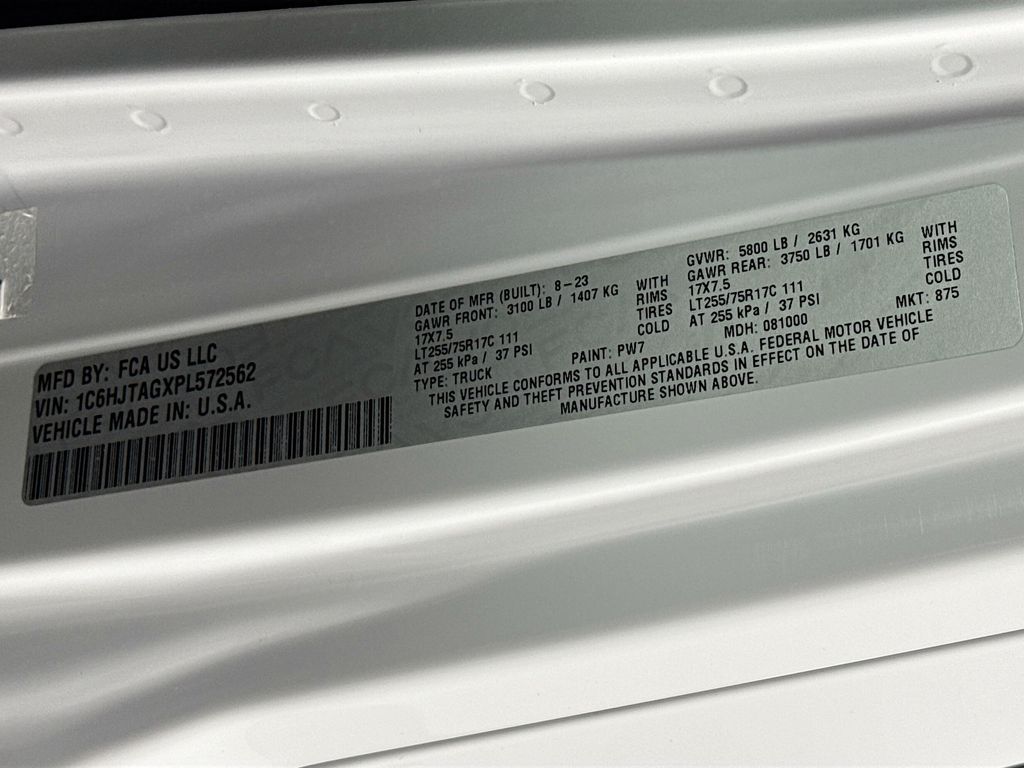 MFD BY: FCA US LLC
VIN: 1C6HJTAGXPL572562
VEHICLE MADE IN: U.S.A.
DATE OF MFR (BUILT): 8-23
GAWR FRONT: 3100 LB / 1407 KG WITH
17X7.5 RIMS
LT255/75R17C 111 TIRES
AT 255 kPa / 37 PSI COLD
GVWR: 5800 LB / 2631 KG
GAWR REAR: 3750 LB / 1701 KG WITH
17X7.5 RIMS
LT255/75R17C 111 TIRES
AT 255 kPa / 37 PSI COLD
TYPE: TRUCK PAINT: PW7 MDH: 081000 MKT: 875
THIS VEHICLE CONFORMS TO ALL APPLICABLE U.S.A. FEDERAL MOTOR VEHICLE
SAFETY AND THEFT PREVENTION STANDARDS IN EFFECT ON THE DATE OF
MANUFACTURE SHOWN ABOVE.